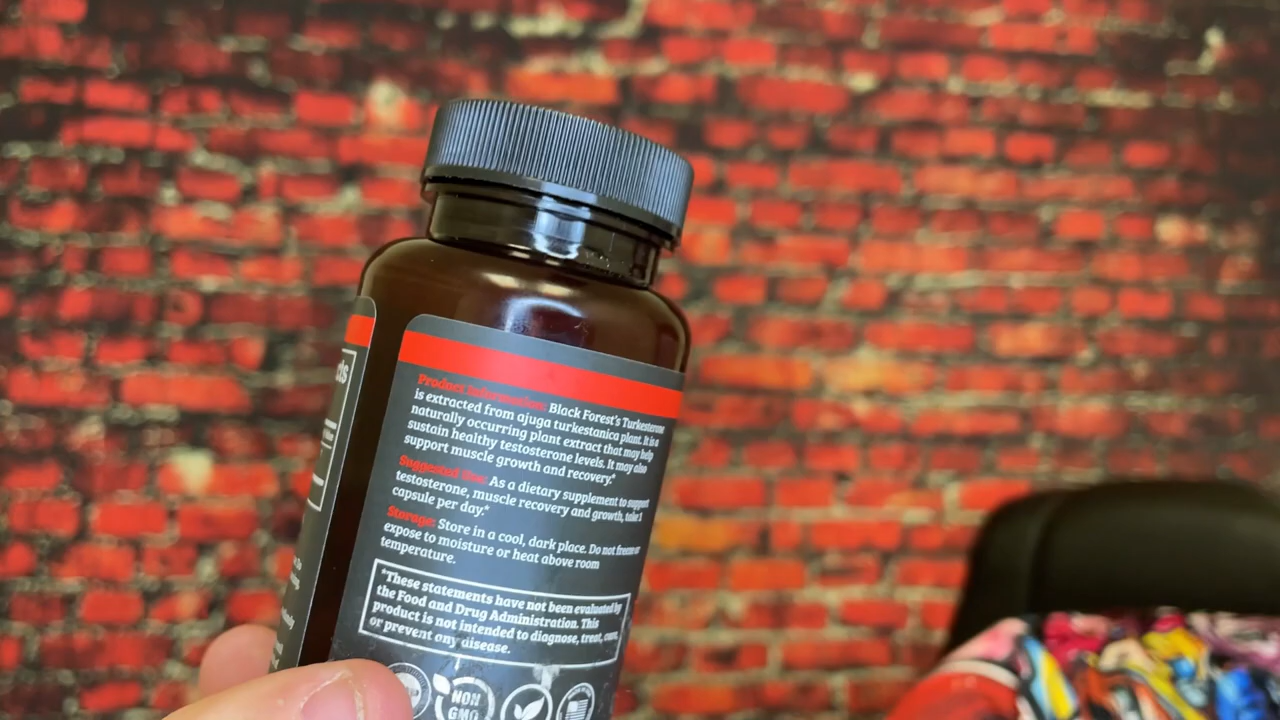 Product Information: Black Forest's Turkesterone
is extracted from ajuga turkestanica plant. It is a
naturally occurring plant extract that may help
sustain healthy testosterone levels. It may also
support muscle growth and recovery.*
Suggested Use: As a dietary supplement to support
testosterone, muscle recovery and growth, take 1
capsule per day.*
Storage: Store in a cool, dark place. Do not freeze or
expose to moisture or heat above room
temperature.
*These statements have not been evaluated by
the Food and Drug Administration. This
product is not intended to diagnose, treat, cure,
or prevent any disease.
NON
GMO